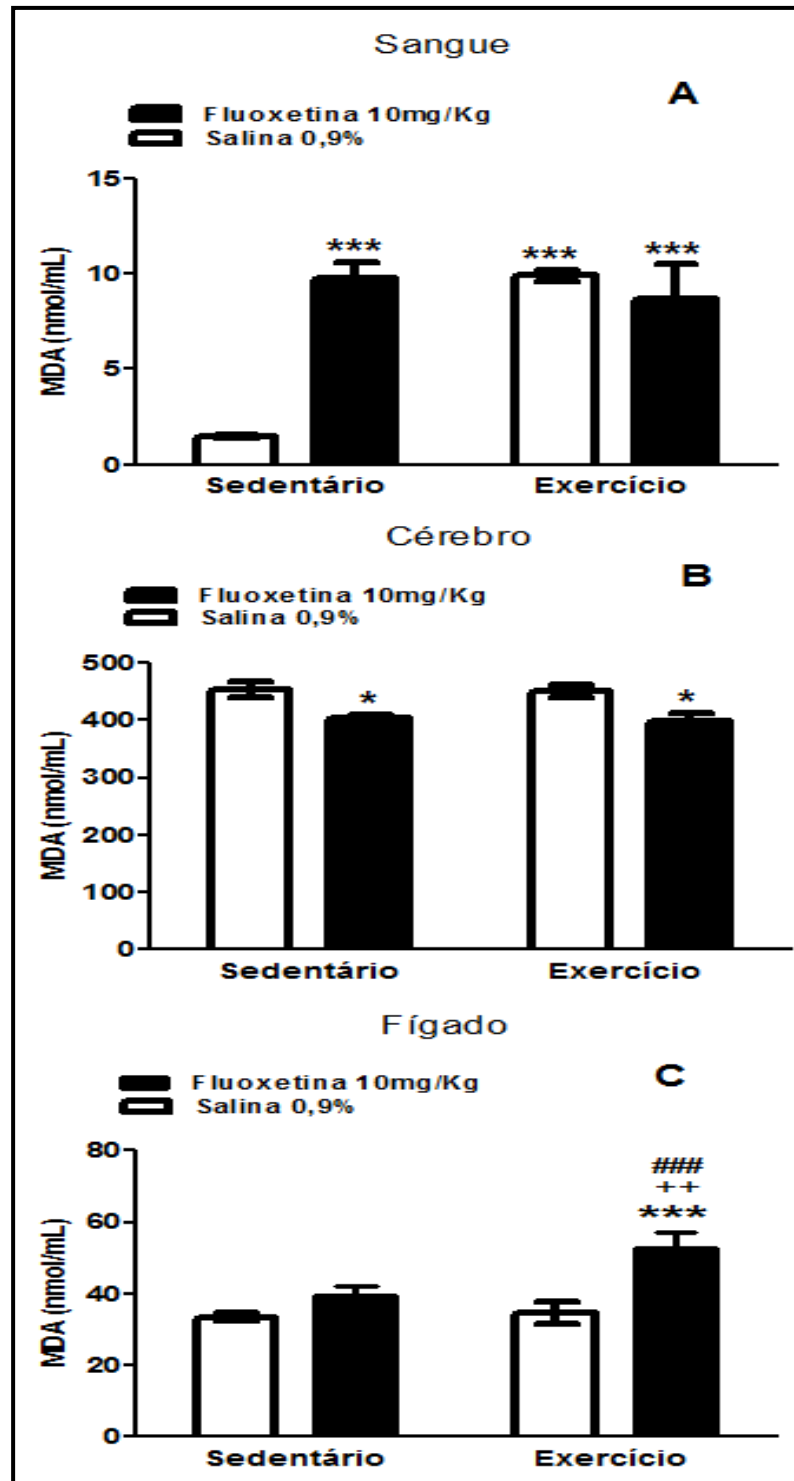 Sangue
A
Fluoxetina 10mg/Kg
Salina 0,9%
MDA (nmol/mL)
15
10
5
0
***
***
***
Sedentário
Exercício
Cérebro
B
Fluoxetina 10mg/Kg
Salina 0,9%
MDA (nmol/mL)
500
400
300
200
100
0
*
*
Sedentário
Exercício
Fígado
C
Fluoxetina 10mg/Kg
Salina 0,9%
MDA (nmol/mL)
80
60
40
20
0
###
++
***
Sedentário
Exercício